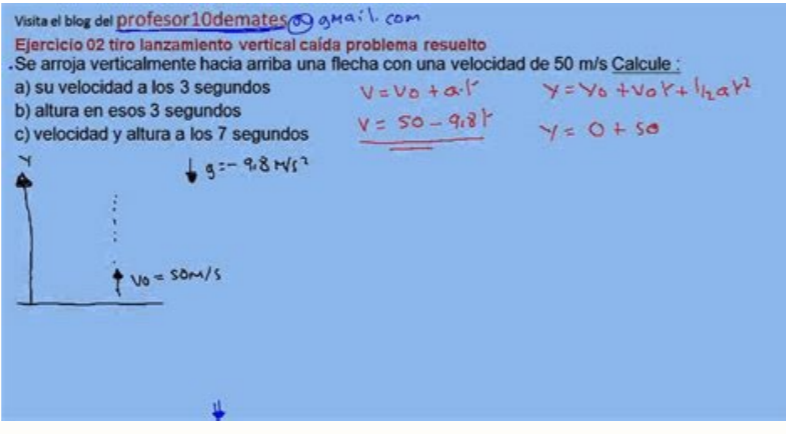 Visita el blog del profesor10demates@gmail.com
Ejercicio 02 tiro lanzamiento vertical caída problema resuelto
.Se arroja verticalmente hacia arriba una flecha con una velocidad de 50 m/s Calcule :
a) su velocidad a los 3 segundos
b) altura en esos 3 segundos
c) velocidad y altura a los 7 segundos
V = Vo + a·t
V = 50 - 9,8t
Y = Yo + Vot + 1/2 at²
Y = 0 + 50
Y
g = - 9.8 M/s²
Vo = 50M/s